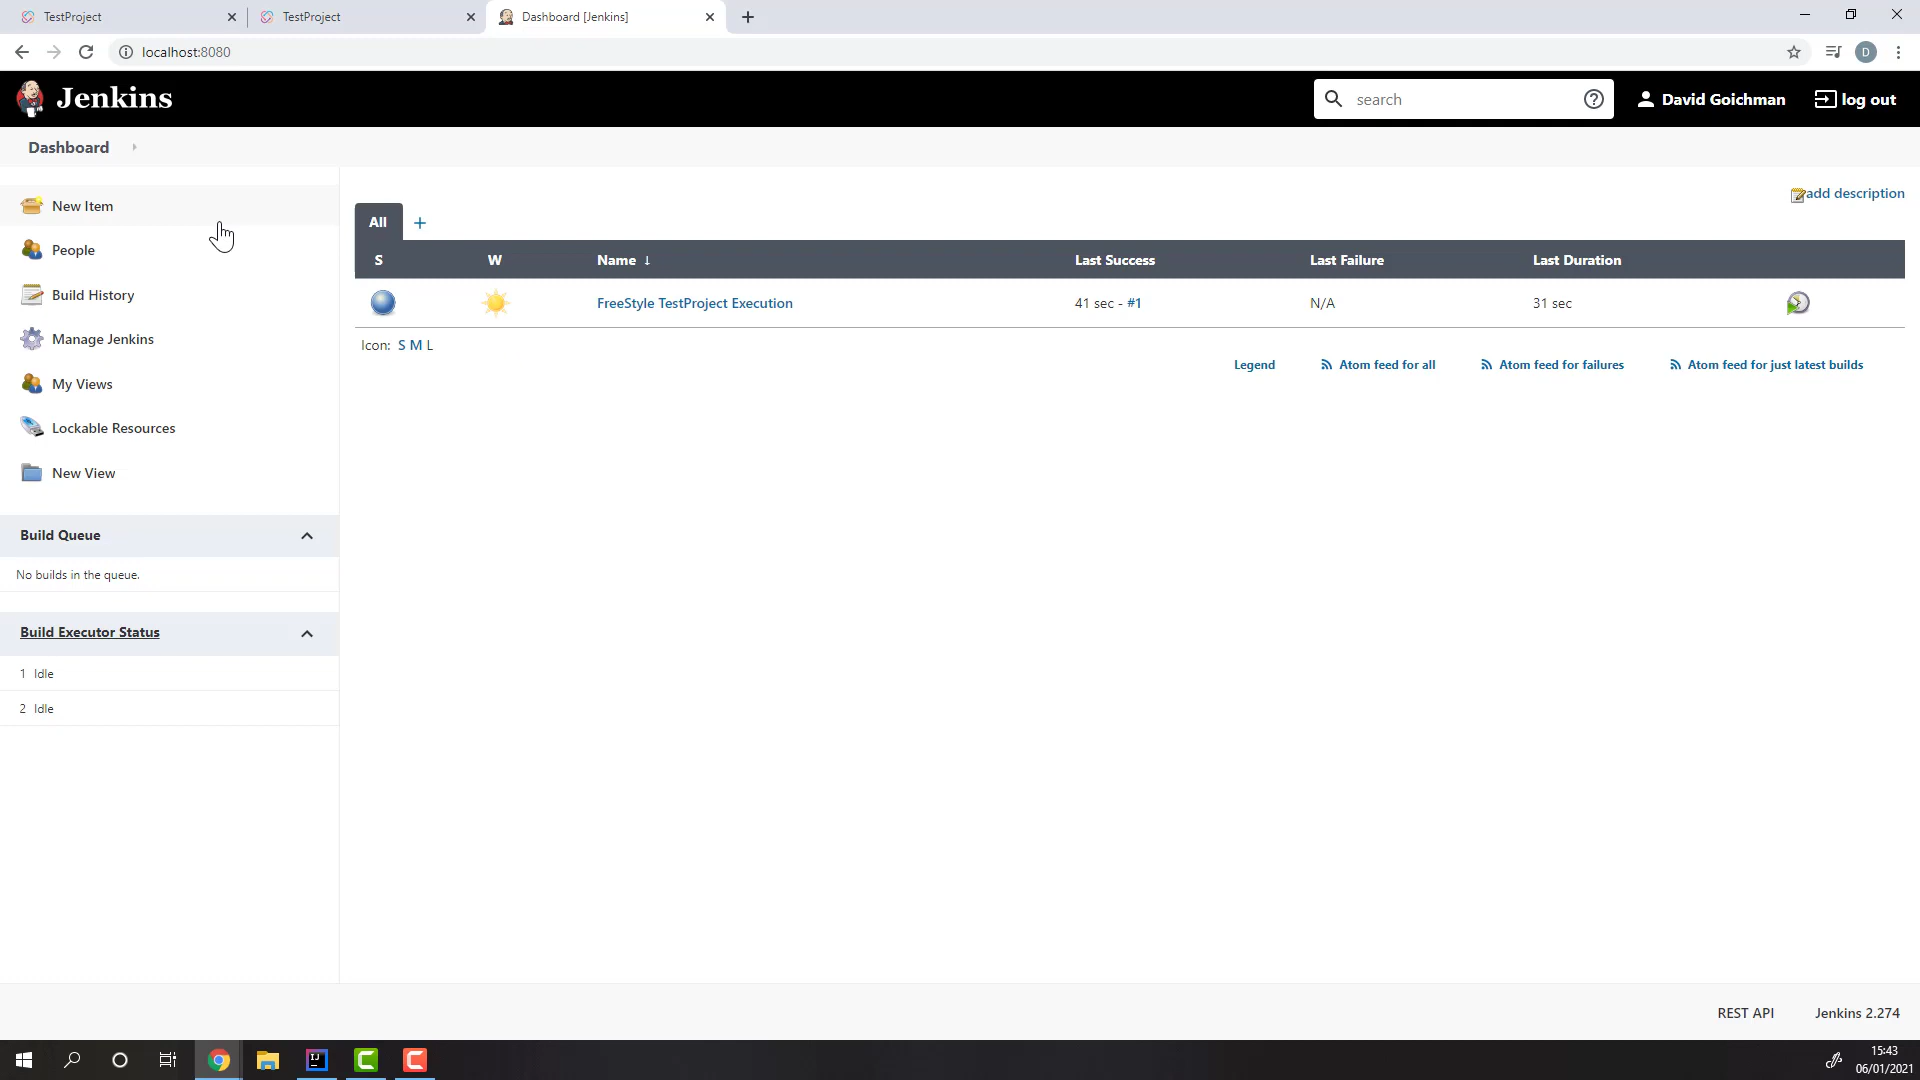 TestProject
TestProject
Dashboard [Jenkins]
localhost:8080
D
Jenkins
search
David Goichman
log out
Dashboard
New Item
People
Build History
Manage Jenkins
My Views
Lockable Resources
New View
Build Queue
No builds in the queue.
Build Executor Status
1 Idle
2 Idle
add description
All +
S W Name ↓ Last Success Last Failure Last Duration
FreeStyle TestProject Execution 41 sec - #1 N/A 31 sec
Icon: S M L
Legend Atom feed for all Atom feed for failures Atom feed for just latest builds
REST API Jenkins 2.274
15:43
06/01/2021